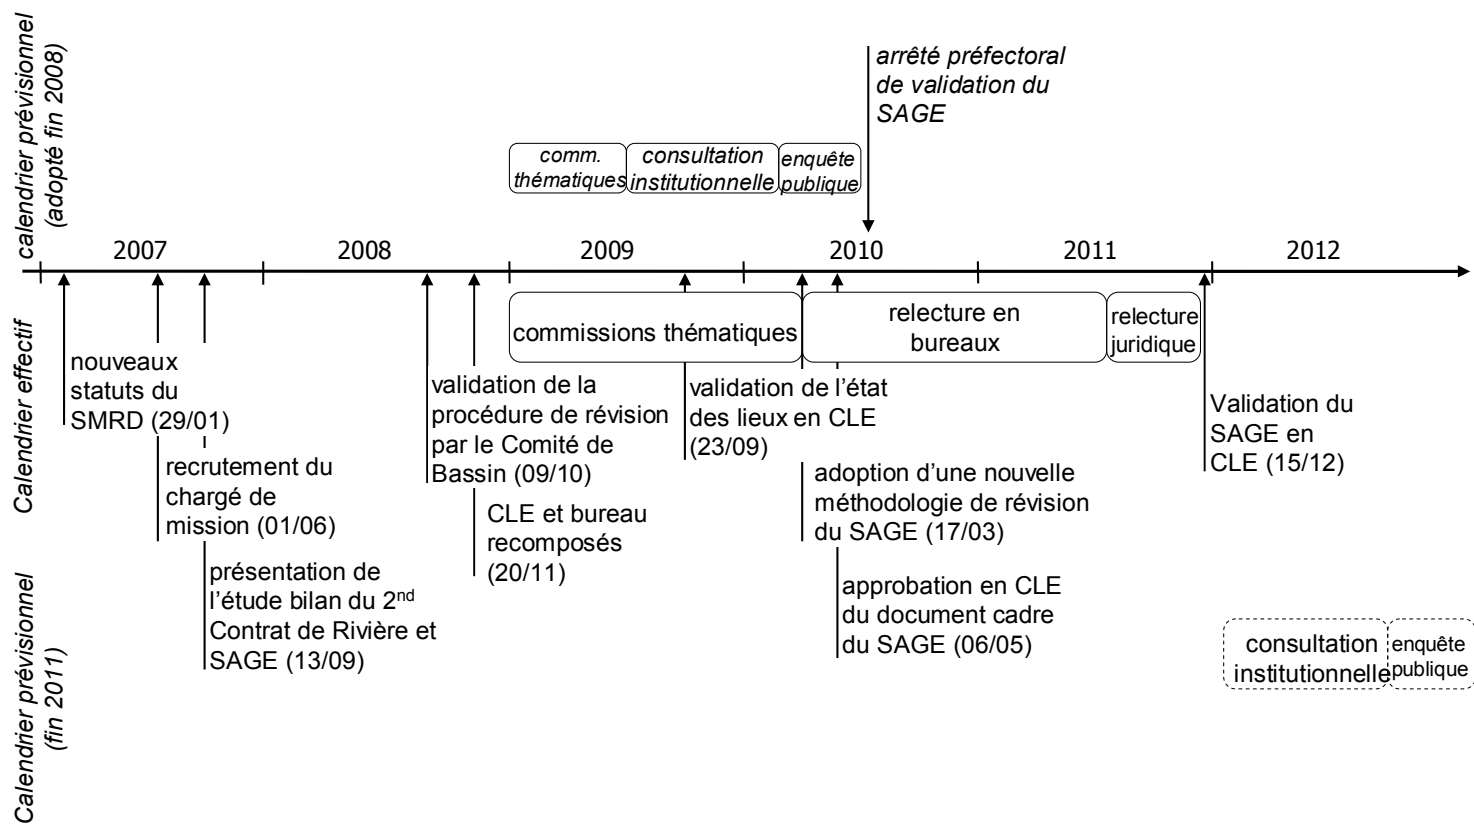 calendrier prévisionnel
(adopté fin 2008)
arrêté préfectoral
de validation du
SAGE
comm.
thématiques
consultation
institutionnelle
enquête
publique
2007
2008
2009
2010
2011
2012
Calendrier effectif
commissions thématiques
relecture en
bureaux
relecture
juridique
nouveaux
statuts du
SMRD (29/01)
recrutement du
chargé de
mission (01/06)
présentation de
l’étude bilan du 2nd
Contrat de Rivière et
SAGE (13/09)
validation de la
procédure de révision
par le Comité de
Bassin (09/10)
CLE et bureau
recomposés
(20/11)
validation de l’état
des lieux en CLE
(23/09)
adoption d’une nouvelle
méthodologie de révision
du SAGE (17/03)
approbation en CLE
du document cadre
du SAGE (06/05)
Validation du
SAGE en
CLE (15/12)
Calendrier prévisionnel
(fin 2011)
consultation
institutionnelle
enquête
publique